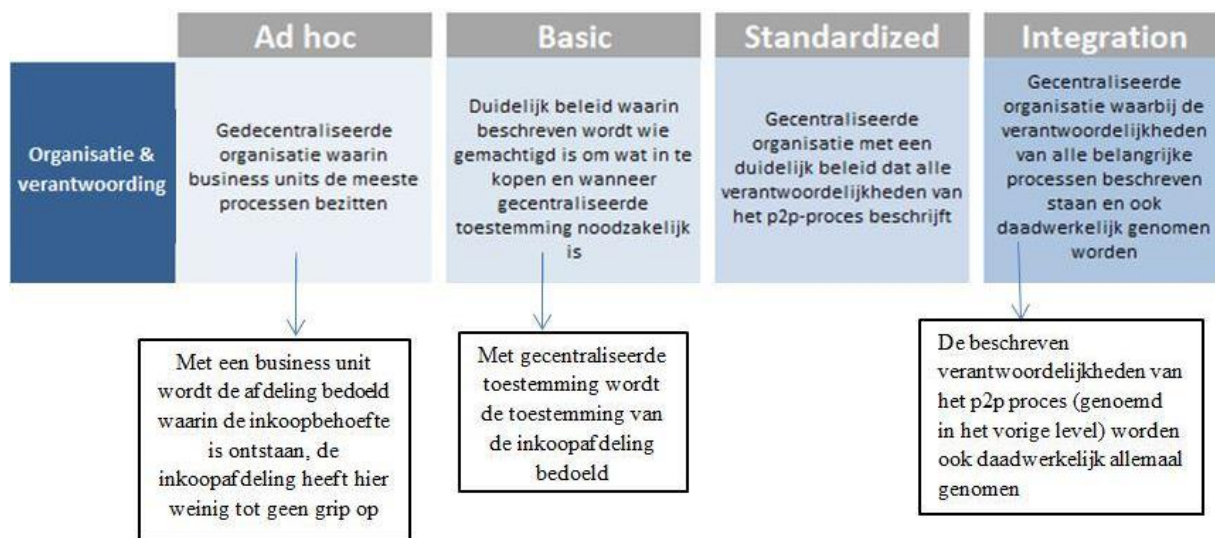 Ad hoc
Basic
Standardized
Integration
Organisatie &
verantwoording
Gedecentraliseerde
organisatie waarin
business units de meeste
processen bezitten
Duidelijk beleid waarin
beschreven wordt wie
gemachtigd is om wat in te
kopen en wanneer
gecentraliseerde
toestemming noodzakelijk
is
Gecentraliseerde
organisatie met een
duidelijk beleid dat alle
verantwoordelijkheden van
het p2p-proces beschrijft
Gecentraliseerde
organisatie waarbij de
verantwoordelijkheden
van alle belangrijke
processen beschreven
staan en ook
daadwerkelijk genomen
worden
Met een business unit
wordt de afdeling bedoeld
waarin de inkoopbehoefte
is ontstaan, de
inkoopafdeling heeft hier
weinig tot geen grip op
Met gecentraliseerde
toestemming wordt
de toestemming van
de inkoopafdeling
bedoeld
De beschreven
verantwoordelijkheden van
het p2p proces (genoemd
in het vorige level) worden
ook daadwerkelijk allemaal
genomen